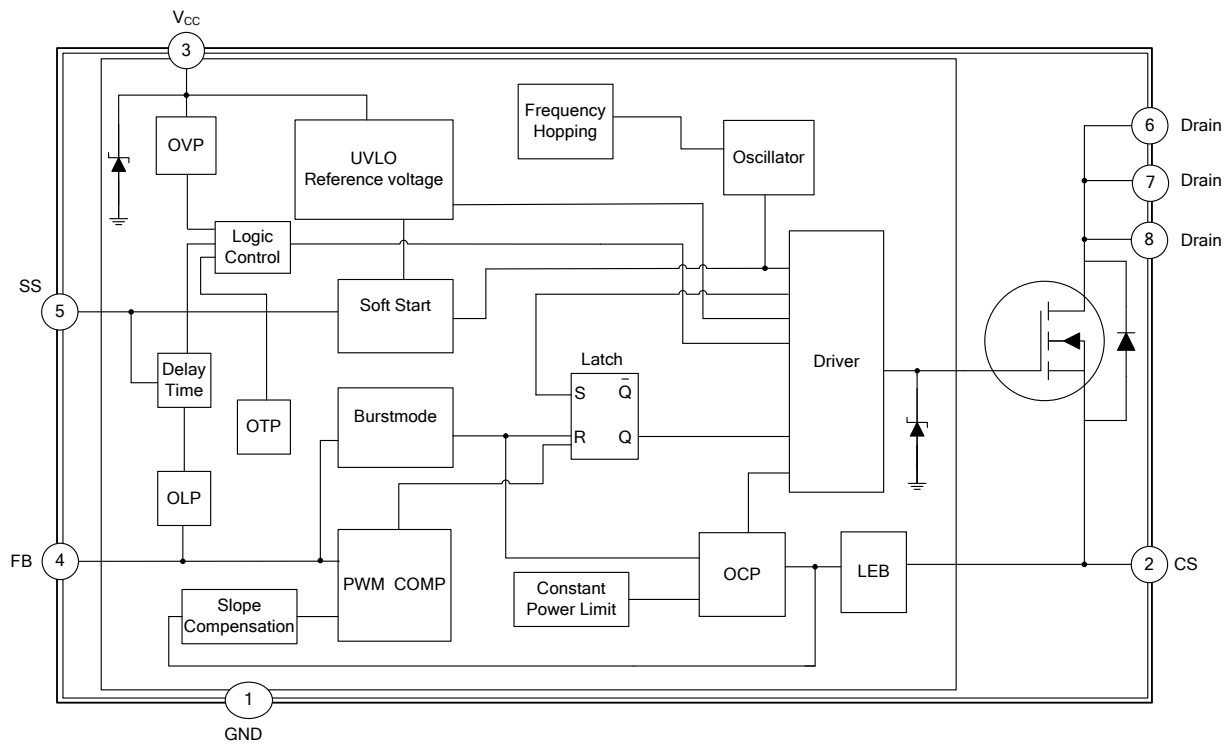 VCC
3
Frequency
Hopping
6 Drain
OVP
UVLO
Reference voltage
Oscillator
7 Drain
Logic
Control
8 Drain
SS
5
Soft Start
Delay
Time
Latch
Driver
S Q̅
Burstmode
OTP
R Q
OLP
FB
4
PWM COMP
OCP
LEB
2 CS
Slope
Compensation
Constant
Power Limit
1
GND